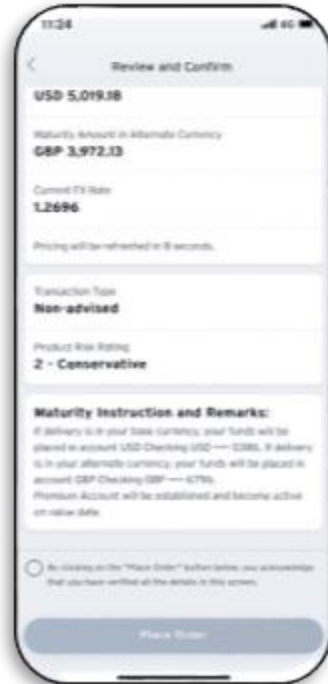 11:24
4G
Review and Confirm
USD 5,019.18
Maturity Amount in Alternate Currency
GBP 3,972.13
Current FX Rate
1.2696
Pricing will be refreshed in 8 seconds.
Transaction Type
Non-advised
Product Risk Rating
2 - Conservative
Maturity Instruction and Remarks:
If delivery is in your base currency, your funds will be
placed in account USD Checking USD If delivery
is in your alternate currency, your funds will be placed in
account GBP Checking GBP
Premium Account will be established and become active
on value date.
By clicking on the "Place Order" button below, you acknowledge
that you have verified all the details in this screen.
Place Order